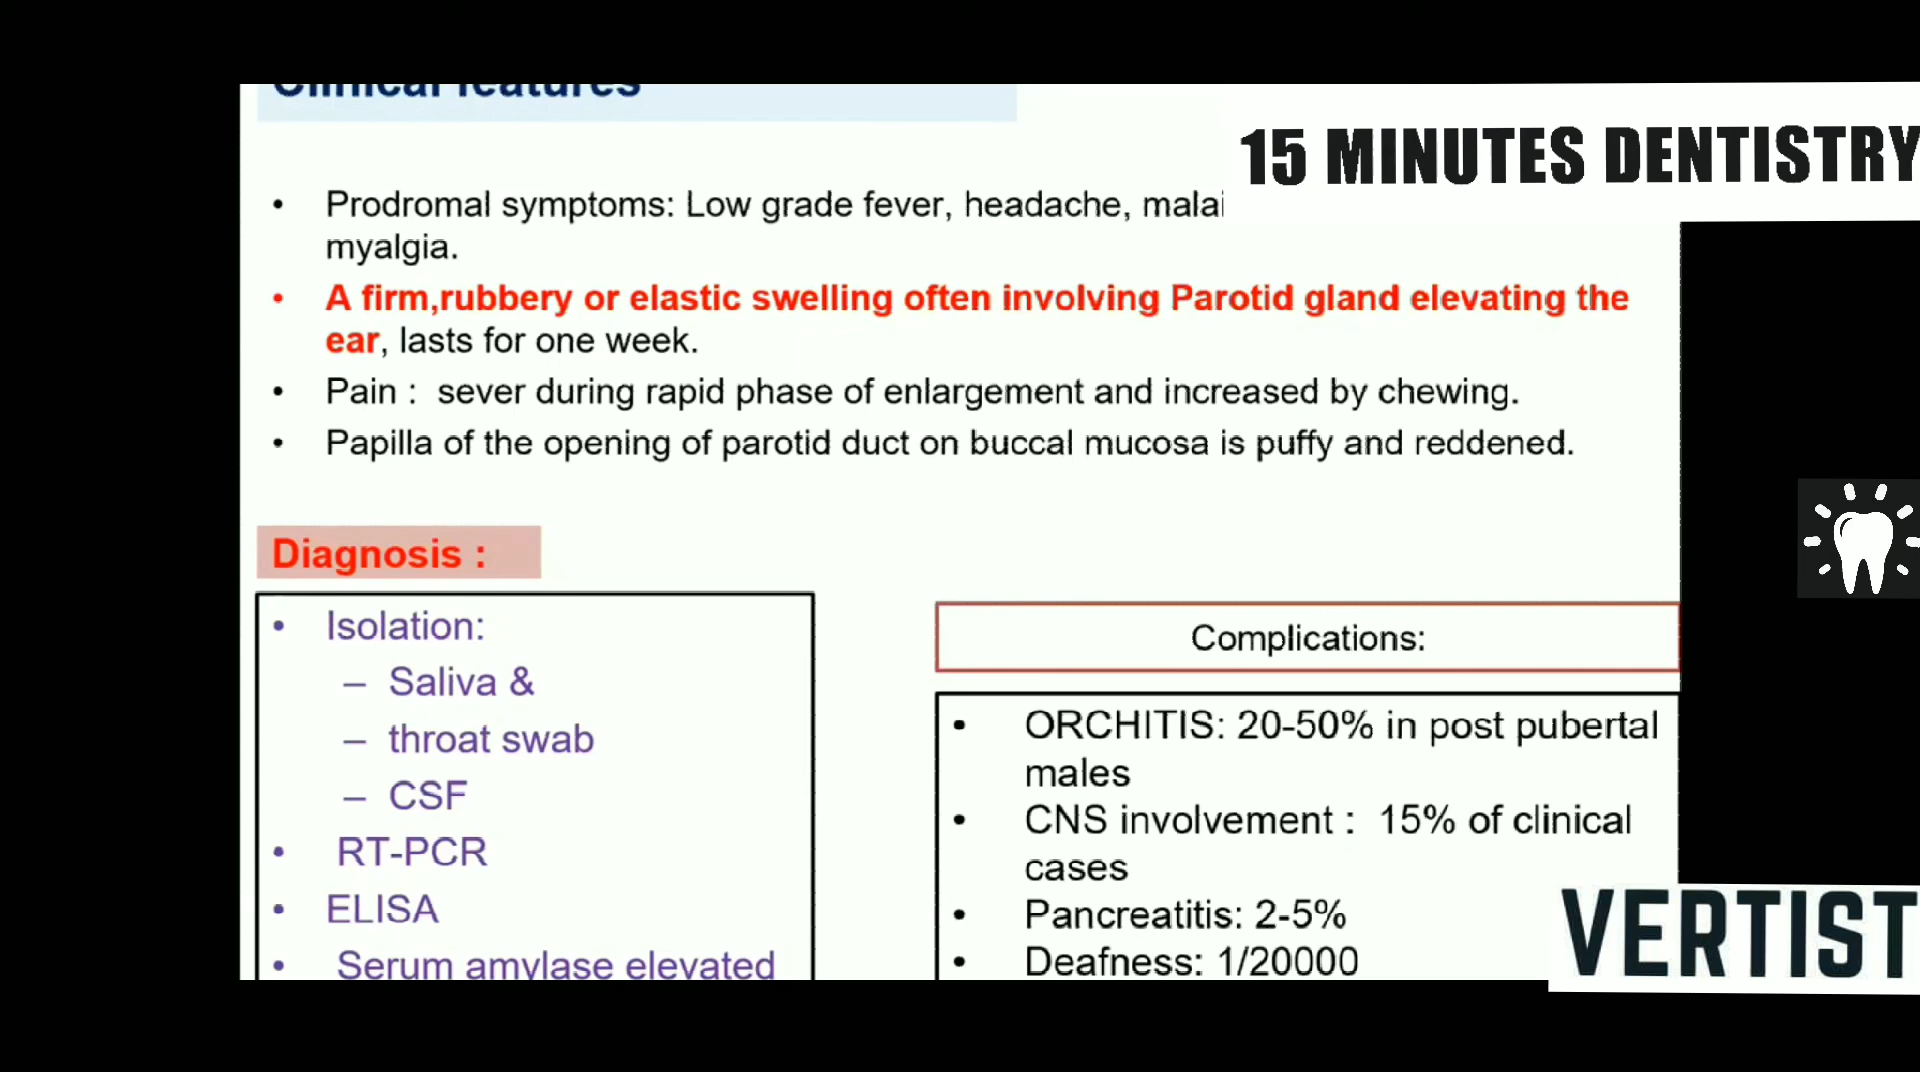 Clinical features
15 MINUTES DENTISTRY
• Prodromal symptoms: Low grade fever, headache,
myalgia.
• A firm,rubbery or elastic swelling often involving Parotid gland elevating the
ear, lasts for one week.
• Pain : sever during rapid phase of enlargement and increased by chewing.
• Papilla of the opening of parotid duct on buccal mucosa is puffy and reddened.
Diagnosis :
• Isolation:
– Saliva &
– throat swab
– CSF
• RT-PCR
• ELISA
• Serum amylase elevated
Complications:
• ORCHITIS: 20-50% in post pubertal
males
• CNS involvement : 15% of clinical
cases
• Pancreatitis: 2-5%
• Deafness: 1/20000
VERTIST